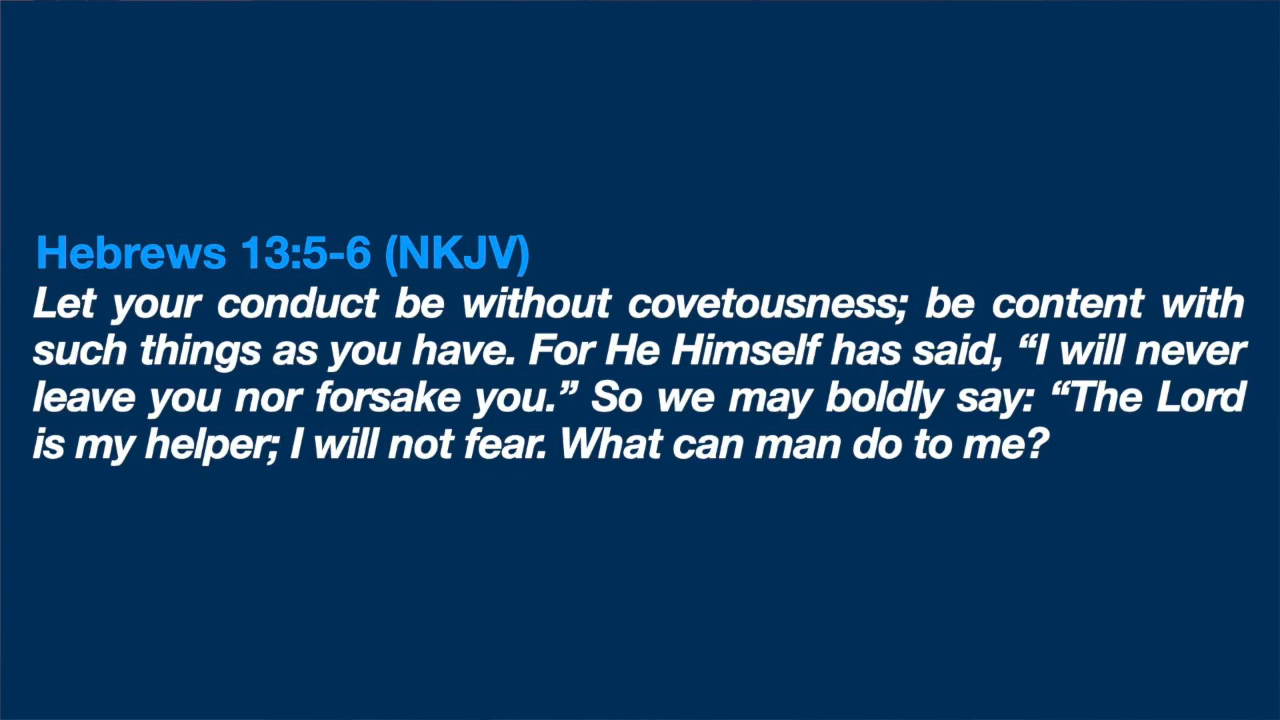 Hebrews 13:5-6 (NKJV)
Let your conduct be without covetousness; be content with
such things as you have. For He Himself has said, “I will never
leave you nor forsake you.” So we may boldly say: “The Lord
is my helper; I will not fear. What can man do to me?